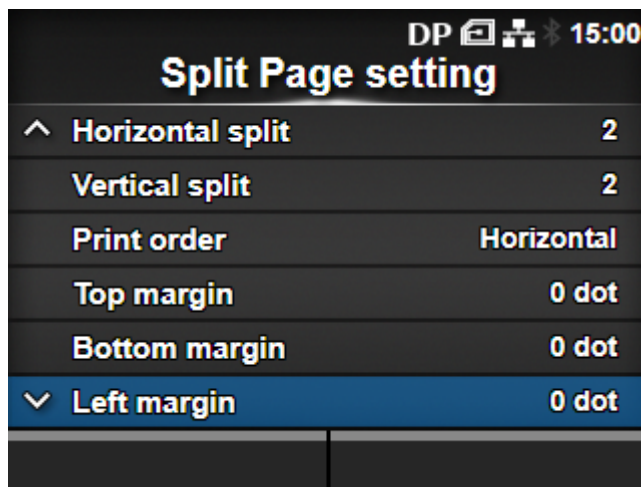 DP 15:00
Split Page setting
Horizontal split 2
Vertical split 2
Print order Horizontal
Top margin 0 dot
Bottom margin 0 dot
Left margin 0 dot